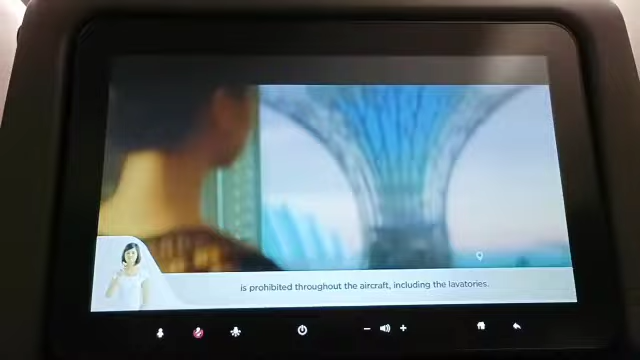 is prohibited throughout the aircraft, including the lavatories.